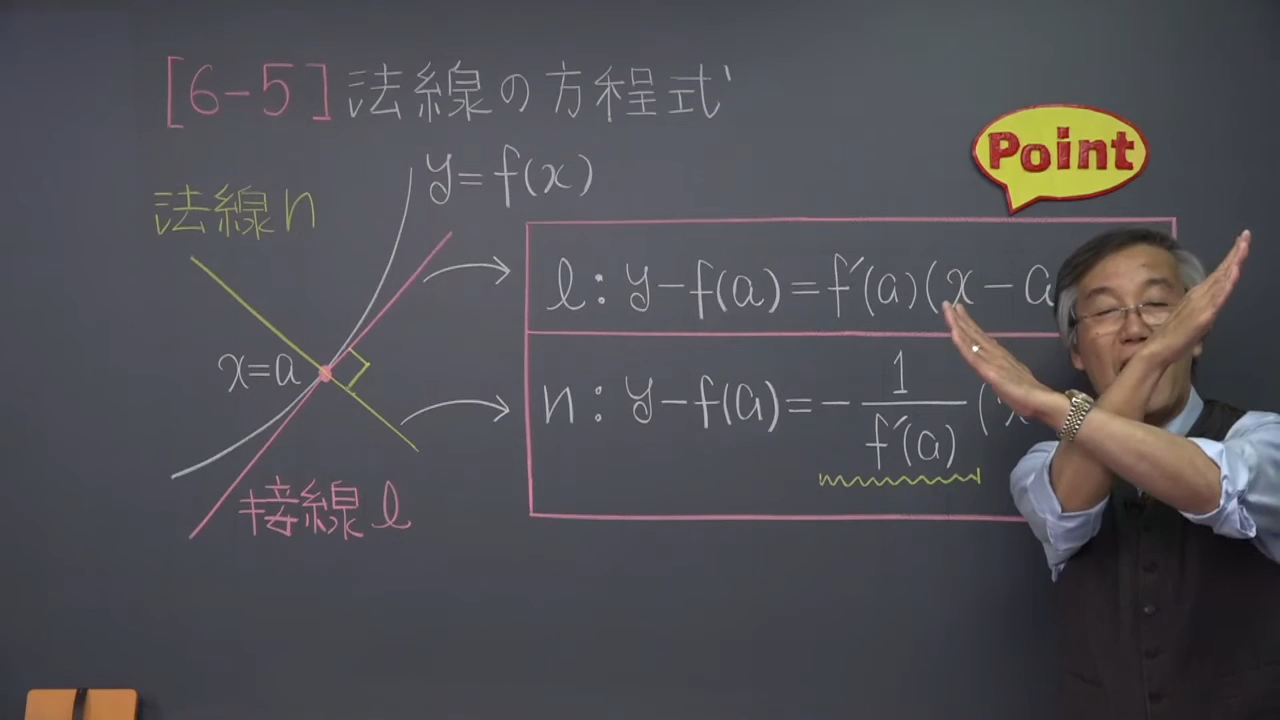 [6-5] 法線の方程式
Point
y=f(x)
法線n
l:y-f(a)=f'(a)(x-a
x=a
n:y-f(a)=-1/f'(a)(x
接線l